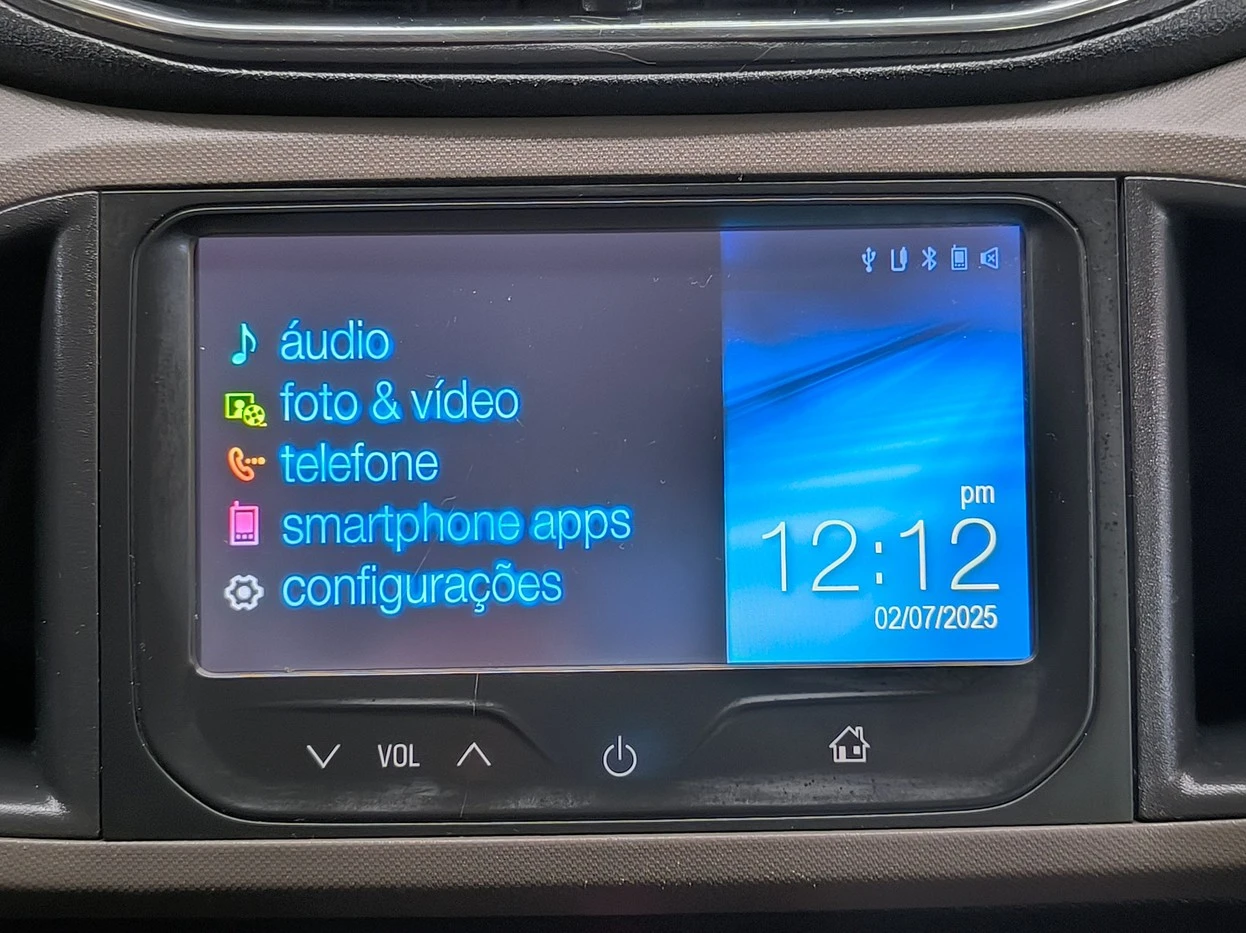 áudio
foto & vídeo
telefone
smartphone apps
configurações
pm
12:12
02/07/2025
VOL